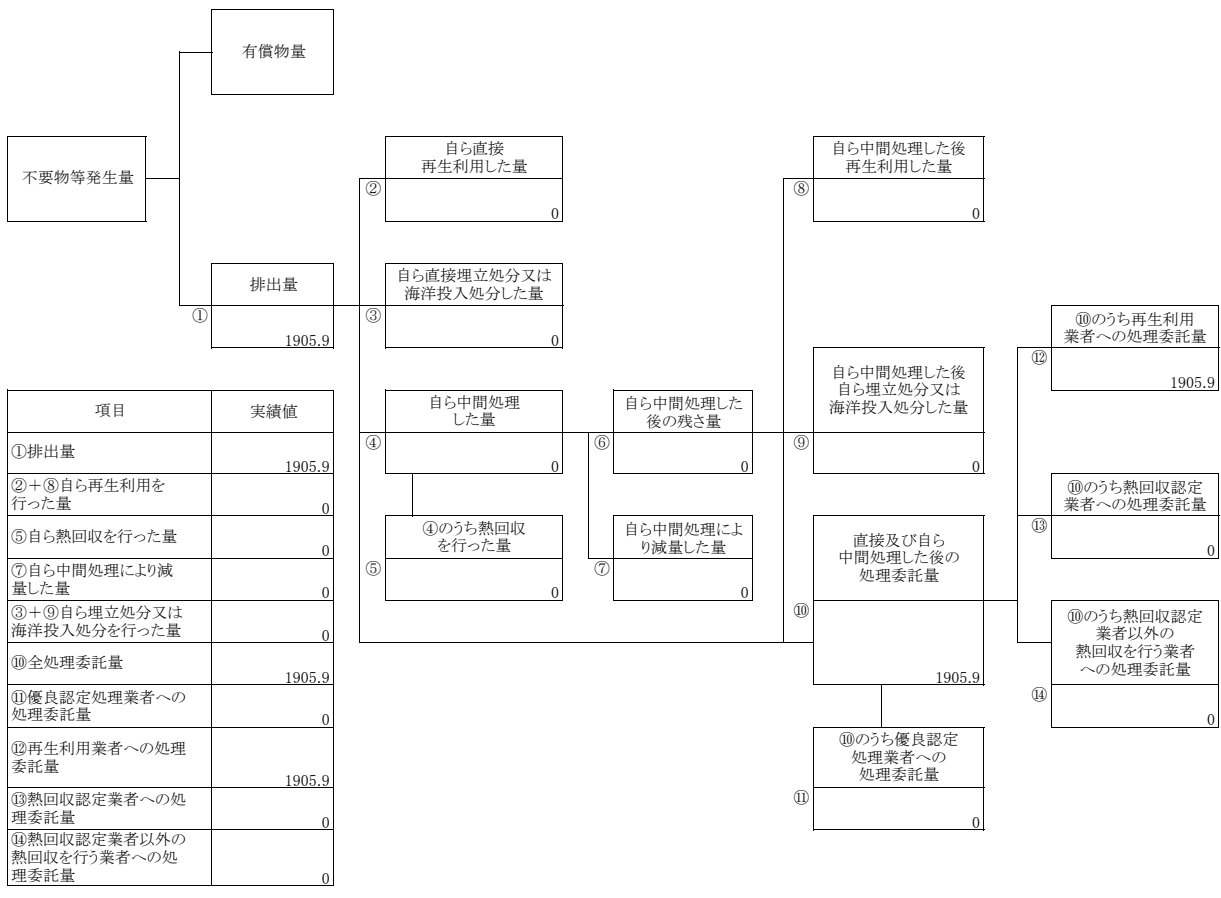 有償物量
不要物等発生量
排出量
①
1905.9
自ら直接
再生利用した量
②
0
自ら直接埋立処分又は
海洋投入処分した量
③
0
自ら中間処理
した量
④
0
④のうち熱回収
を行った量
⑤
0
自ら中間処理した
後の残さ量
⑥
0
自ら中間処理によ
り減量した量
⑦
0
自ら中間処理した後
再生利用した量
⑧
0
自ら中間処理した後
自ら埋立処分又は
海洋投入処分した量
⑨
0
直接及び自ら
中間処理した後の
処理委託量
⑩
1905.9
⑩のうち優良認定
処理業者への
処理委託量
⑪
0
⑩のうち再生利用
業者への処理委託量
⑫
1905.9
⑩のうち熱回収認定
業者への処理委託量
⑬
0
⑩のうち熱回収認定
業者以外の
熱回収を行う業者
への処理委託量
⑭
0
項目 実績値
①排出量
1905.9
②＋⑧自ら再生利用を
行った量
0
⑤自ら熱回収を行った量
0
⑦自ら中間処理により減
量した量
0
③＋⑨自ら埋立処分又は
海洋投入処分を行った量
0
⑩全処理委託量
1905.9
⑪優良認定処理業者への
処理委託量
0
⑫再生利用業者への処理
委託量
1905.9
⑬熱回収認定業者への処
理委託量
0
⑭熱回収認定業者以外の
熱回収を行う業者への処
理委託量
0